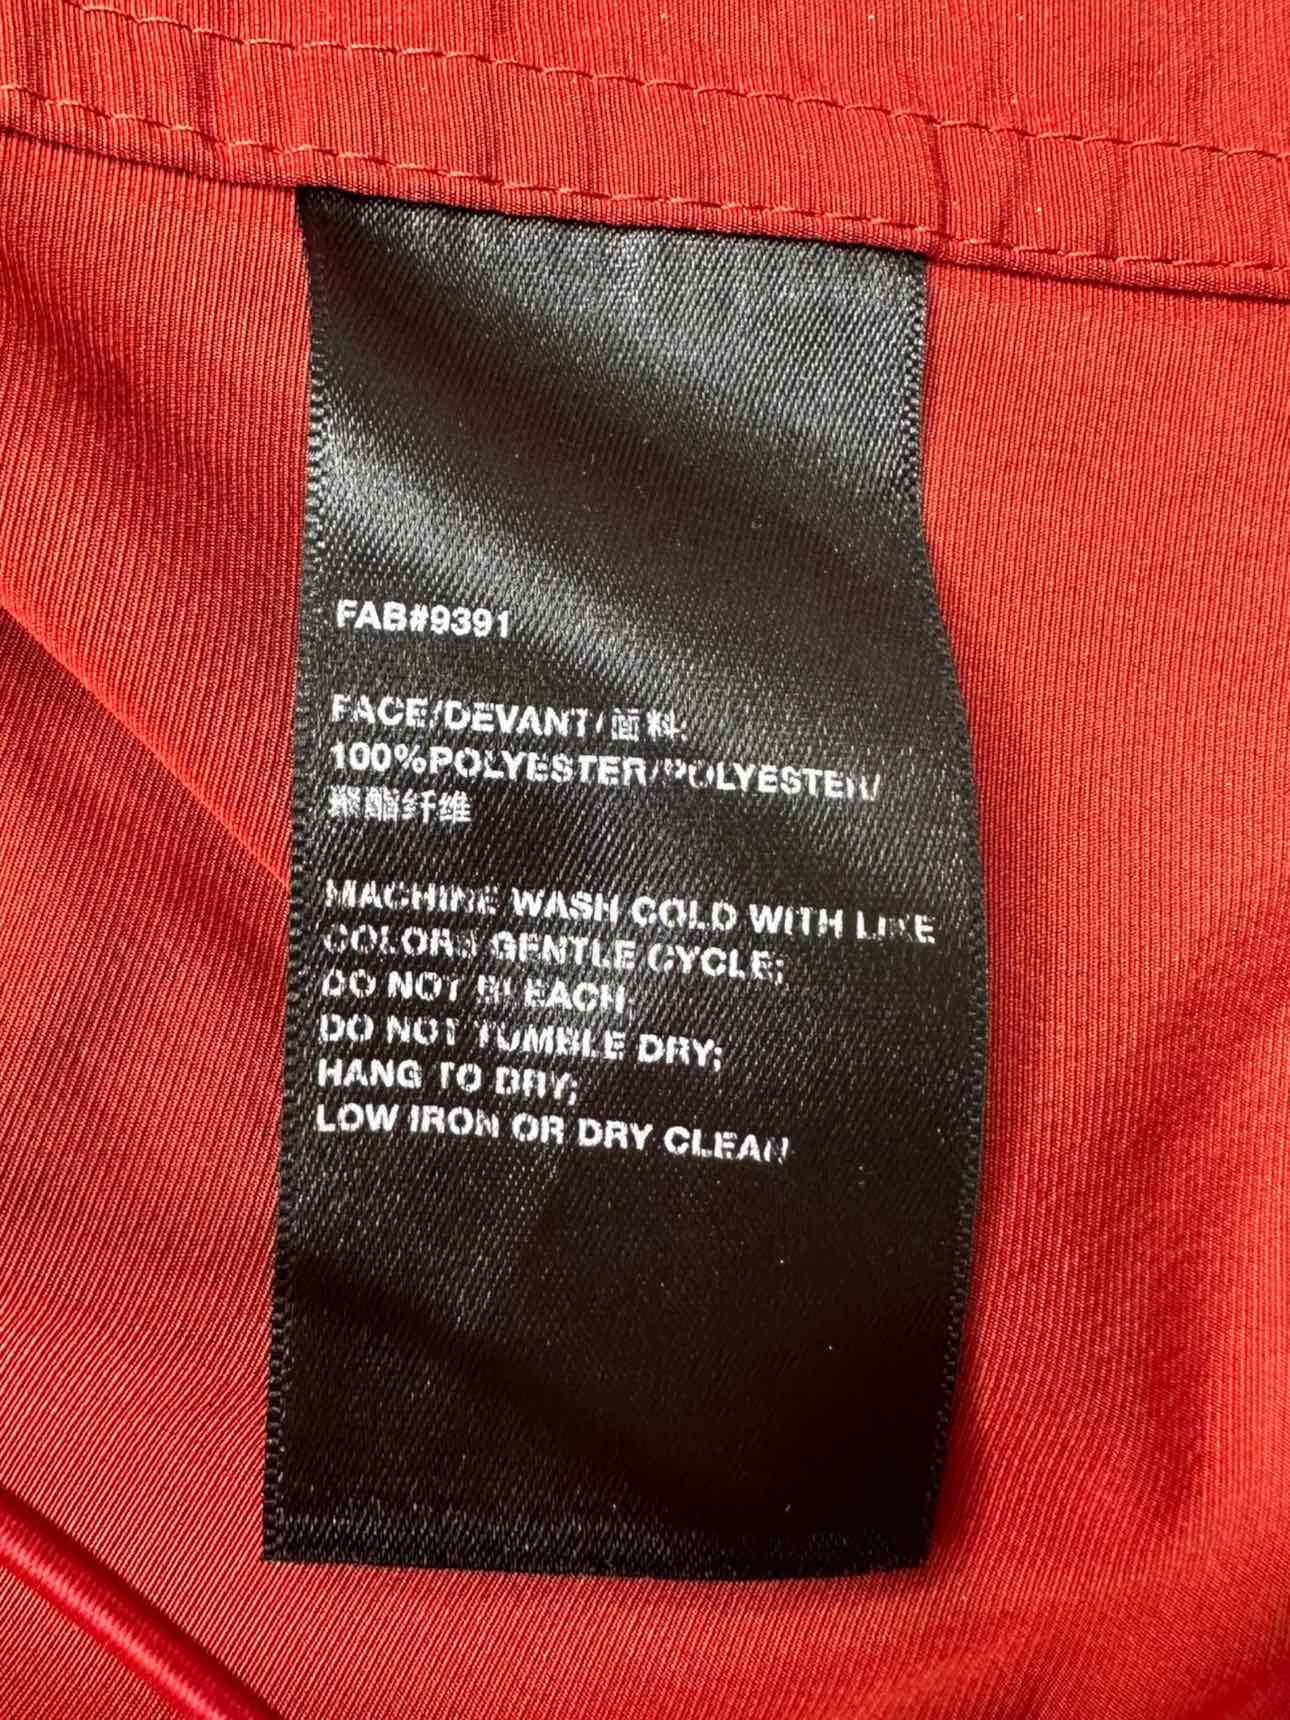 FAB#9391
FACE/DEVANT/面料:
100%POLYESTER/POLYESTER/
聚酯纤维
MACHINE WASH COLD WITH LIKE
COLORS GENTLE CYCLE;
DO NOT BLEACH;
DO NOT TUMBLE DRY;
HANG TO DRY;
LOW IRON OR DRY CLEAN